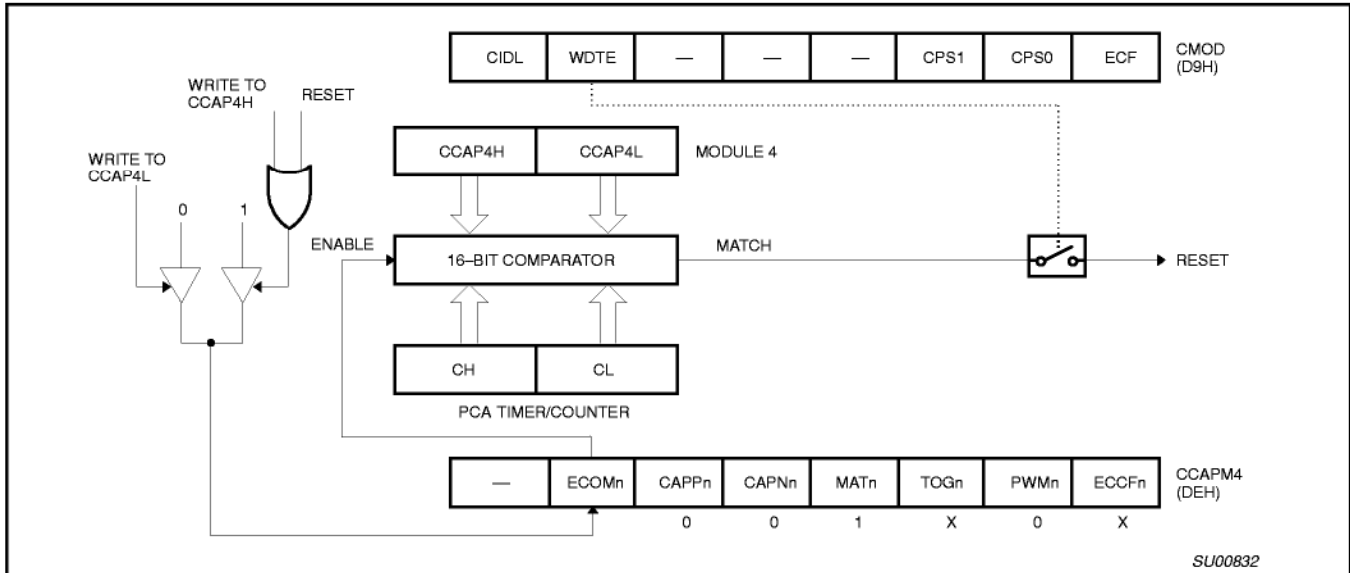 CIDL WDTE — — — CPS1 CPS0 ECF
CMOD
(D9H)
WRITE TO
CCAP4H
RESET
CCAP4H CCAP4L
MODULE 4
WRITE TO
CCAP4L
0 1
ENABLE
16–BIT COMPARATOR
MATCH
RESET
CH CL
PCA TIMER/COUNTER
— ECOMn CAPPn CAPNn MATn TOGn PWMn ECCFn
CCAPM4
(DEH)
0 0 1 X 0 X
SU00832